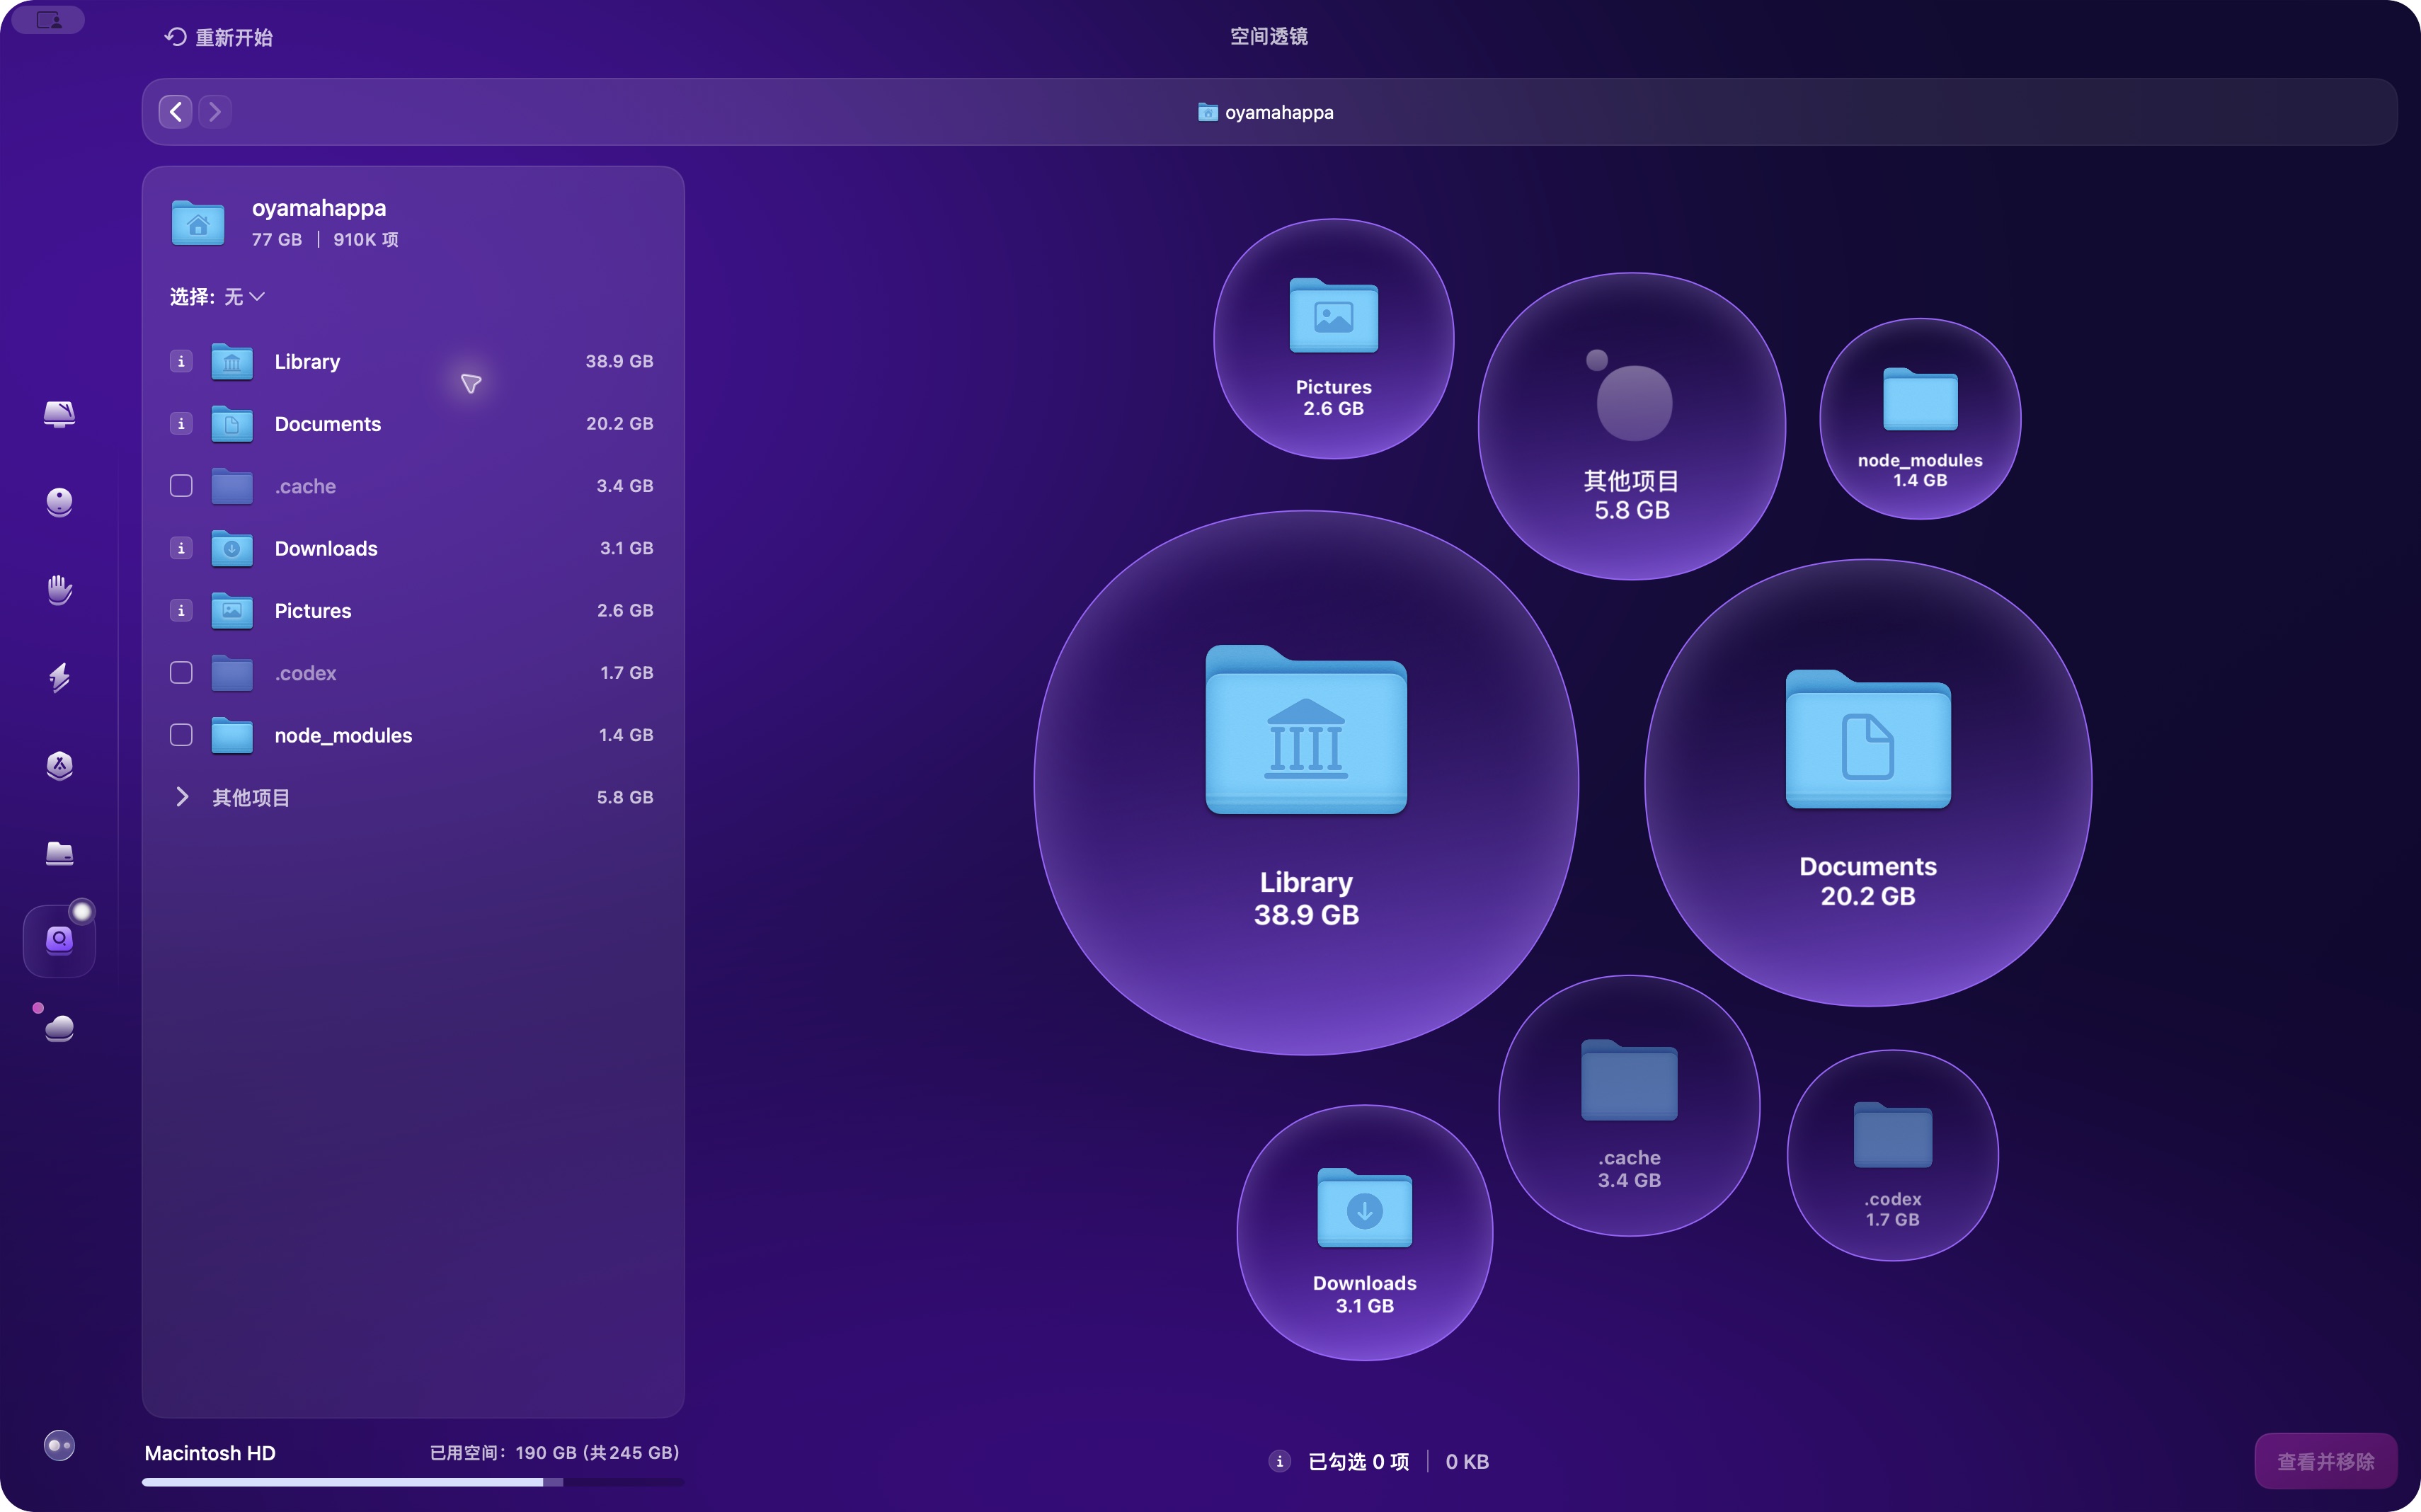 重新开始
空间透镜
oyamahappa
oyamahappa
77 GB | 910K 项
选择: 无
Library 38.9 GB
Documents 20.2 GB
.cache 3.4 GB
Downloads 3.1 GB
Pictures 2.6 GB
.codex 1.7 GB
node_modules 1.4 GB
其他项目 5.8 GB
Pictures
2.6 GB
其他项目
5.8 GB
node_modules
1.4 GB
Library
38.9 GB
Documents
20.2 GB
.cache
3.4 GB
.codex
1.7 GB
Downloads
3.1 GB
Macintosh HD
已用空间：190 GB (共245 GB)
已勾选 0 项 | 0 KB
查看并移除